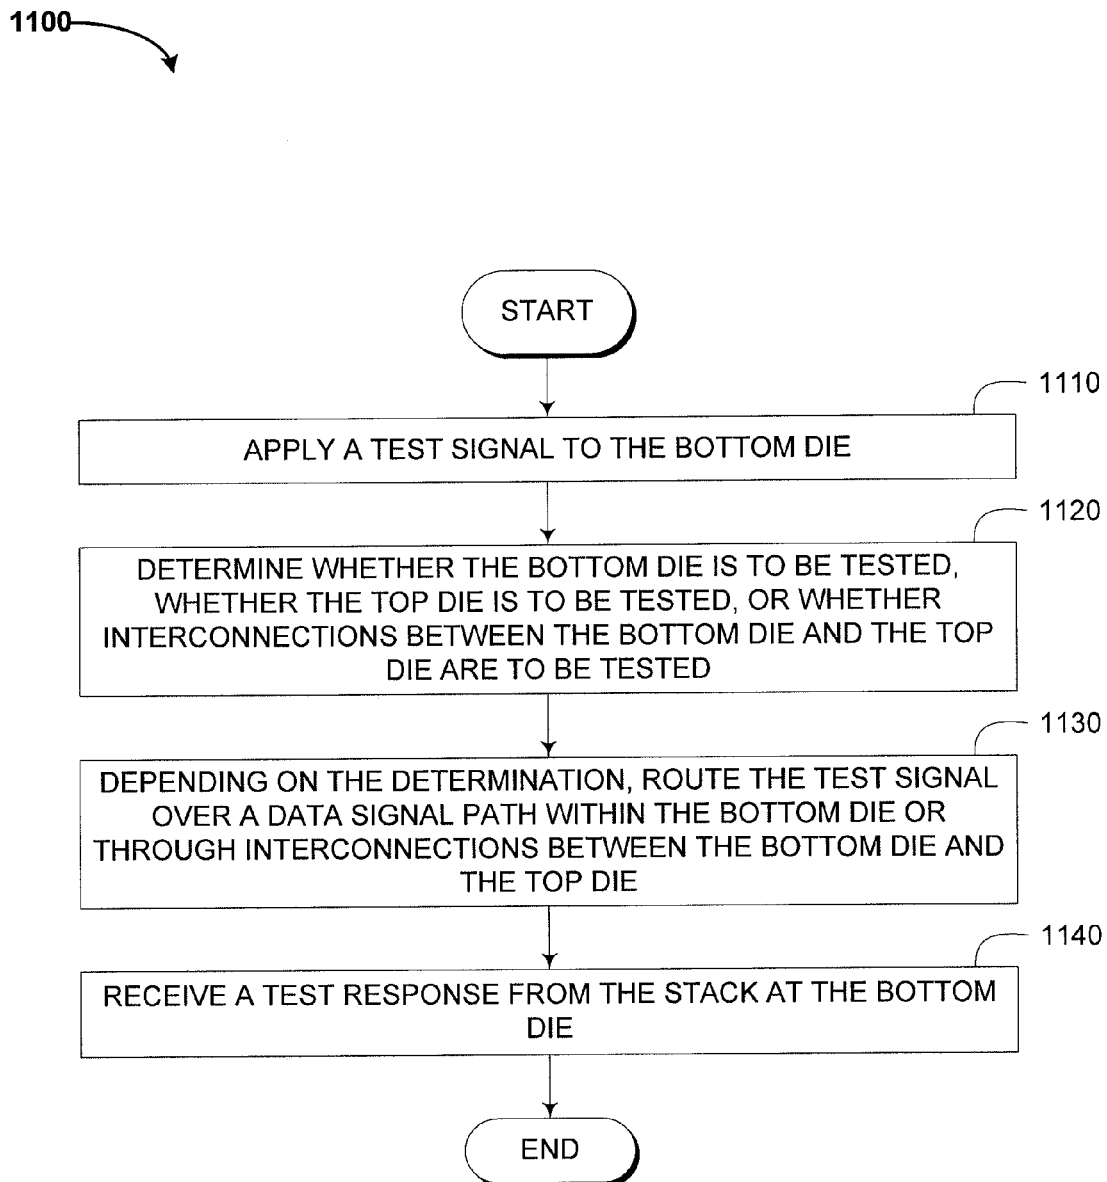 1100
START
1110
APPLY A TEST SIGNAL TO THE BOTTOM DIE
1120
DETERMINE WHETHER THE BOTTOM DIE IS TO BE TESTED,
WHETHER THE TOP DIE IS TO BE TESTED, OR WHETHER
INTERCONNECTIONS BETWEEN THE BOTTOM DIE AND THE TOP
DIE ARE TO BE TESTED
1130
DEPENDING ON THE DETERMINATION, ROUTE THE TEST SIGNAL
OVER A DATA SIGNAL PATH WITHIN THE BOTTOM DIE OR
THROUGH INTERCONNECTIONS BETWEEN THE BOTTOM DIE AND
THE TOP DIE
1140
RECEIVE A TEST RESPONSE FROM THE STACK AT THE BOTTOM
DIE
END